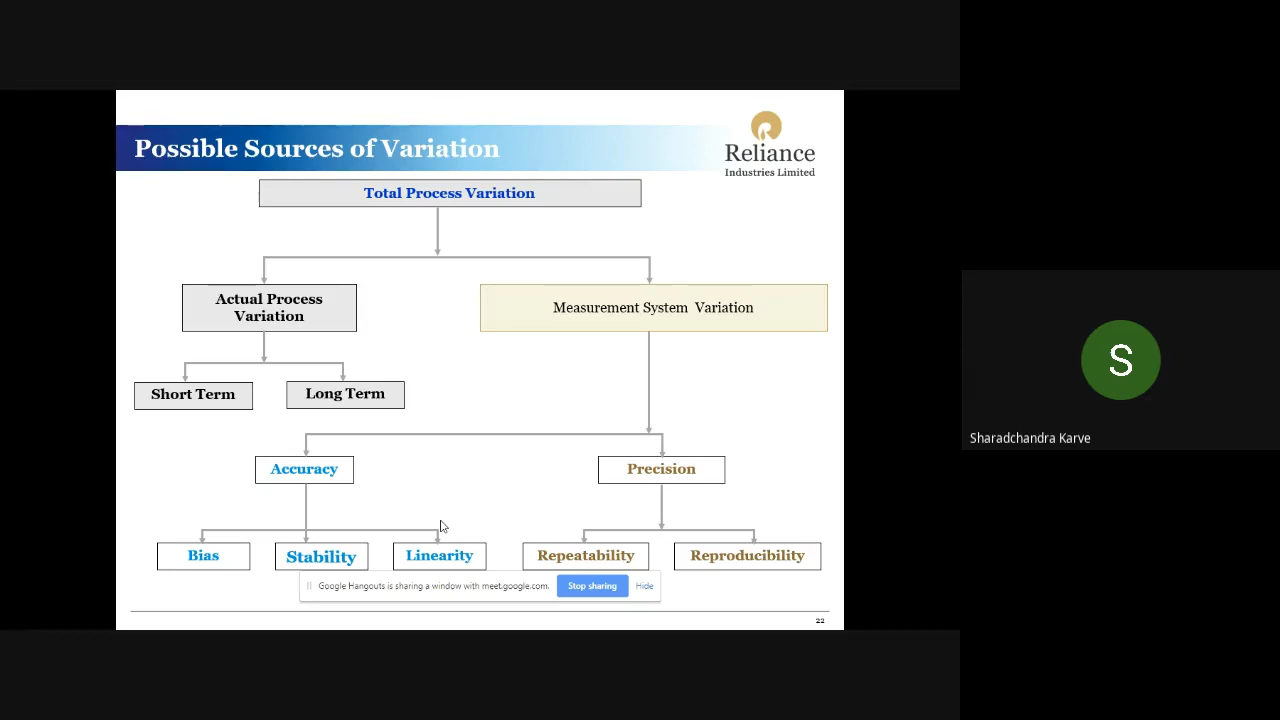 Possible Sources of Variation
Reliance
Industries Limited
Total Process Variation
Actual Process
Variation
Measurement System Variation
Short Term
Long Term
Accuracy
Precision
Bias
Stability
Linearity
Repeatability
Reproducibility
Google Hangouts is sharing a window with meet.google.com.
Stop sharing
Hide
22
S
Sharadchandra Karve